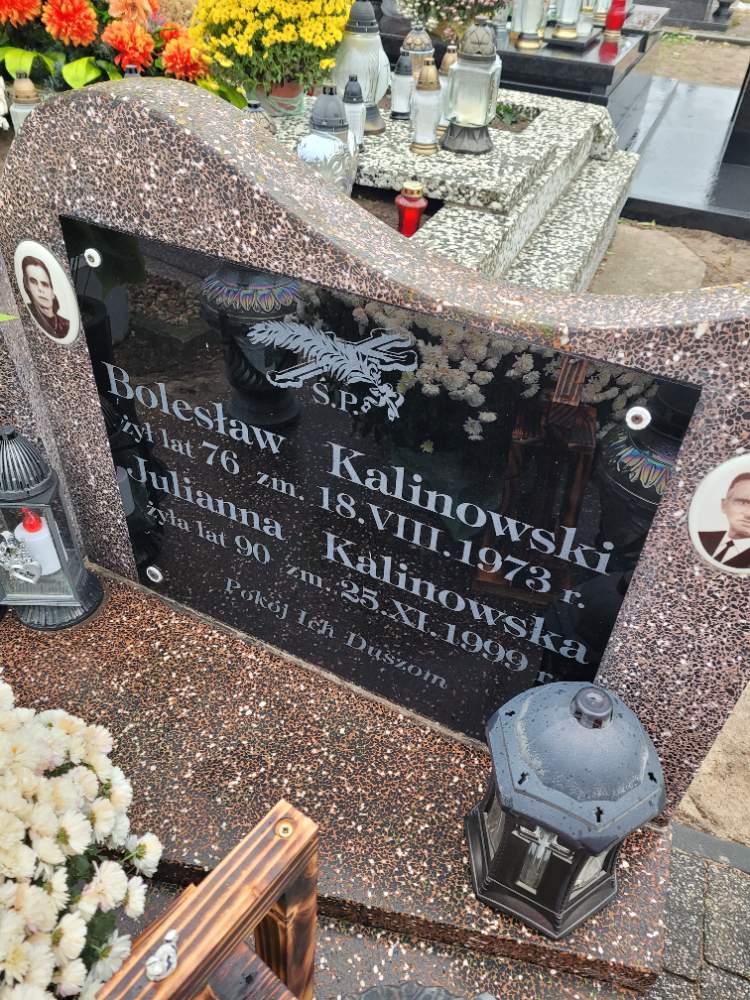 Ś.P.
Bolesław Kalinowski
żył lat 76 zm. 18.VIII.1973 r.
Julianna Kalinowska
żyła lat 90 zm. 25.XI.1999 r.
Pokój Ich Duszom